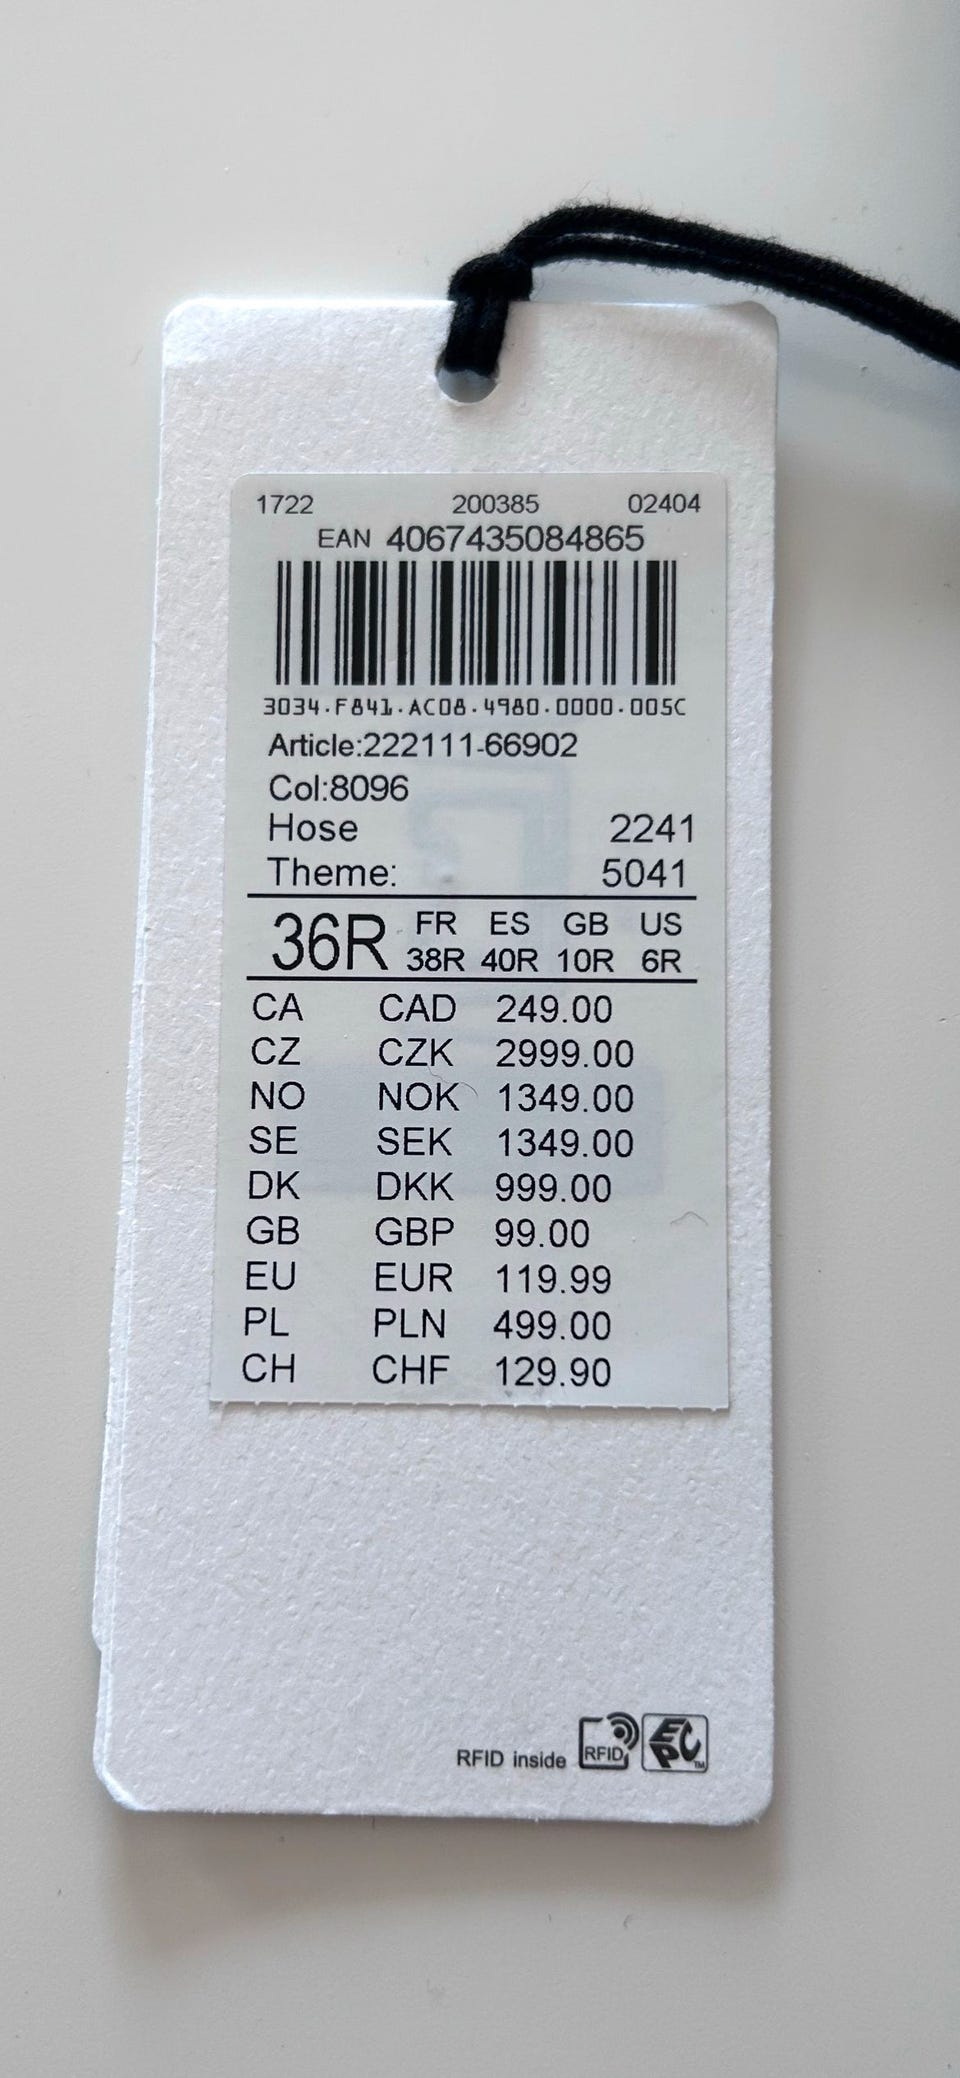 1722 200385 02404
EAN 4067435084865
3034.F841.AC08.4980.0000.005C
Article:222111-66902
Col:8096
Hose 2241
Theme: 5041
36R FR ES GB US
38R 40R 10R 6R
CA CAD 249.00
CZ CZK 2999.00
NO NOK 1349.00
SE SEK 1349.00
DK DKK 999.00
GB GBP 99.00
EU EUR 119.99
PL PLN 499.00
CH CHF 129.90
RFID inside RFID EPC™